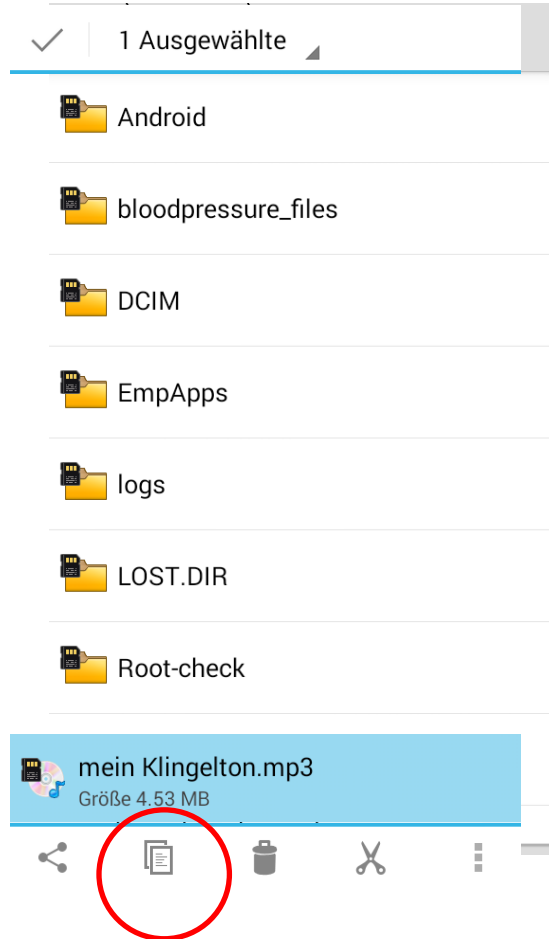 1 Ausgewählte
Android
bloodpressure_files
DCIM
EmpApps
logs
LOST.DIR
Root-check
mein Klingelton.mp3
Größe 4.53 MB